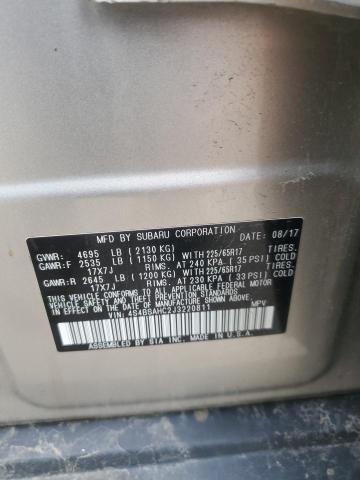 MFD BY SUBARU CORPORATION DATE: 08/17
GVWR: 4695 LB ( 2130 KG)
GAWR:F 2535 LB ( 1150 KG) WITH 225/65R17 TIRES.
17X7J RIMS. AT 240 KPA ( 35 PSI) COLD.
GAWR:R 2645 LB ( 1200 KG) WITH 225/65R17 TIRES.
17X7J RIMS. AT 230 KPA ( 33 PSI) COLD.
THIS VEHICLE CONFORMS TO ALL APPLICABLE FEDERAL MOTOR
VEHICLE SAFETY AND BUMPER STANDARDS
IN EFFECT ON THE DATE OF MANUFACTURE SHOWN ABOVE.
VIN: 4S4BSAHC2J3220811 MPV
ASSEMBLED BY SIA INC. MADE IN U.S.A.